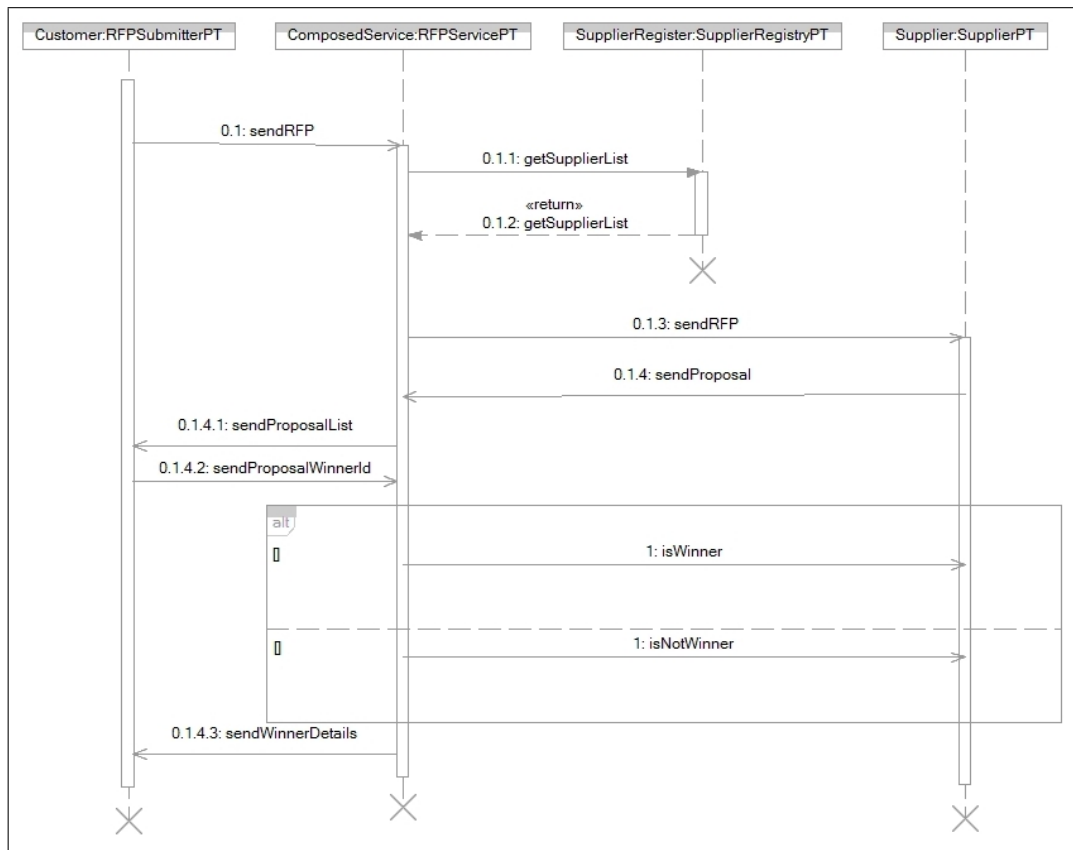 Customer:RFPSubmitterPT
ComposedService:RFPServicePT
SupplierRegister:SupplierRegistryPT
Supplier:SupplierPT
0.1: sendRFP
0.1.1: getSupplierList
«return»
0.1.2: getSupplierList
0.1.3: sendRFP
0.1.4: sendProposal
0.1.4.1: sendProposalList
0.1.4.2: sendProposalWinnerId
alt
[]
1: isWinner
[]
1: isNotWinner
0.1.4.3: sendWinnerDetails